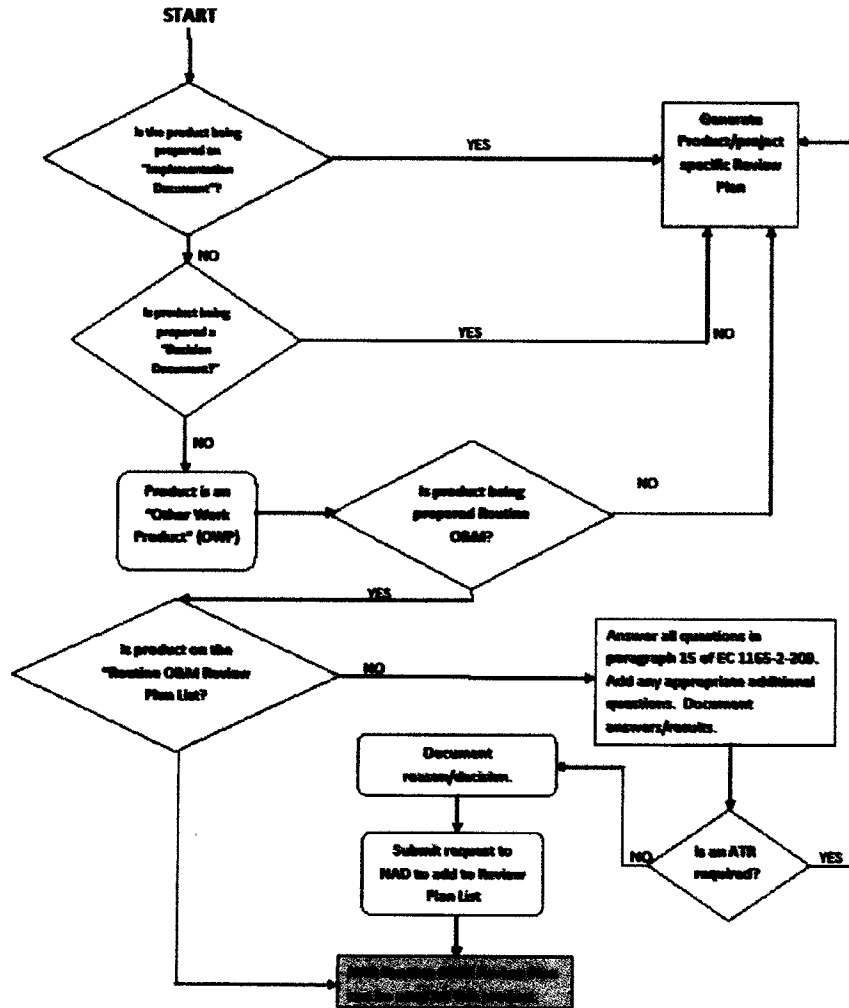 START
Is the product being
prepared an
"Implementation
Document"?
YES
Generate
Product/project
specific Review
Plan
NO
Is product being
prepared a
"Decision
Document?"
YES
NO
NO
Product is an
"Other Work
Product" (OWP)
Is product being
prepared Routine
O&M?
NO
YES
Is product on the
"Routine O&M Review
Plan List?
NO
Answer all questions in
paragraph 15 of EC 1165-2-209.
Add any appropriate additional
questions. Document
answers/results.
Document
reason/decision.
Is an ATR
required?
NO
YES
Submit request to
NAD to add to Review
Plan List